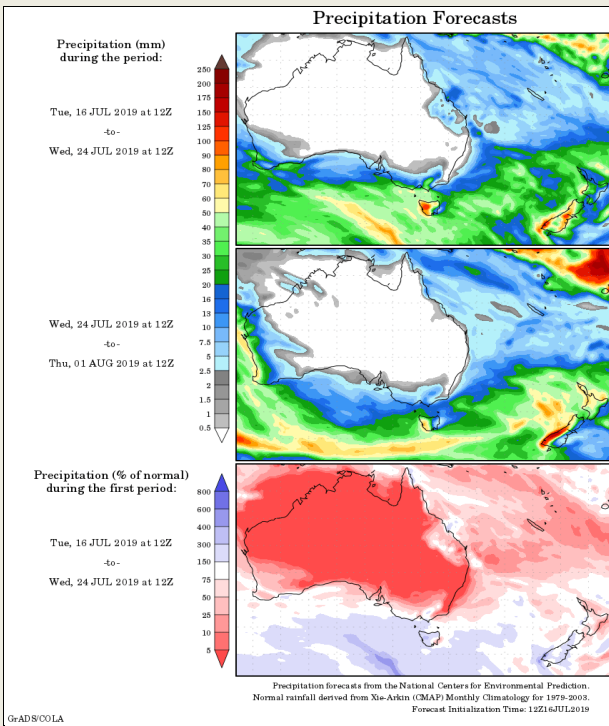 Precipitation Forecasts
Precipitation (mm)
during the period:
Tue, 16 JUL 2019 at 12Z
-to-
Wed, 24 JUL 2019 at 12Z
250
200
175
150
125
100
90
80
70
60
50
40
35
30
25
20
16
13
10
7.5
5
2.5
2
1.5
1
0.5
Wed, 24 JUL 2019 at 12Z
-to-
Thu, 01 AUG 2019 at 12Z
Precipitation (% of normal)
during the first period:
Tue, 16 JUL 2019 at 12Z
-to-
Wed, 24 JUL 2019 at 12Z
800
600
400
300
150
75
50
25
10
5
Precipitation forecasts from the National Centers for Environmental Prediction.
Normal rainfall derived from Xie-Arkin (CMAP) Monthly Climatology for 1979-2003.
Forecast Initialization Time: 12Z16JUL2019
GrADS/COLA